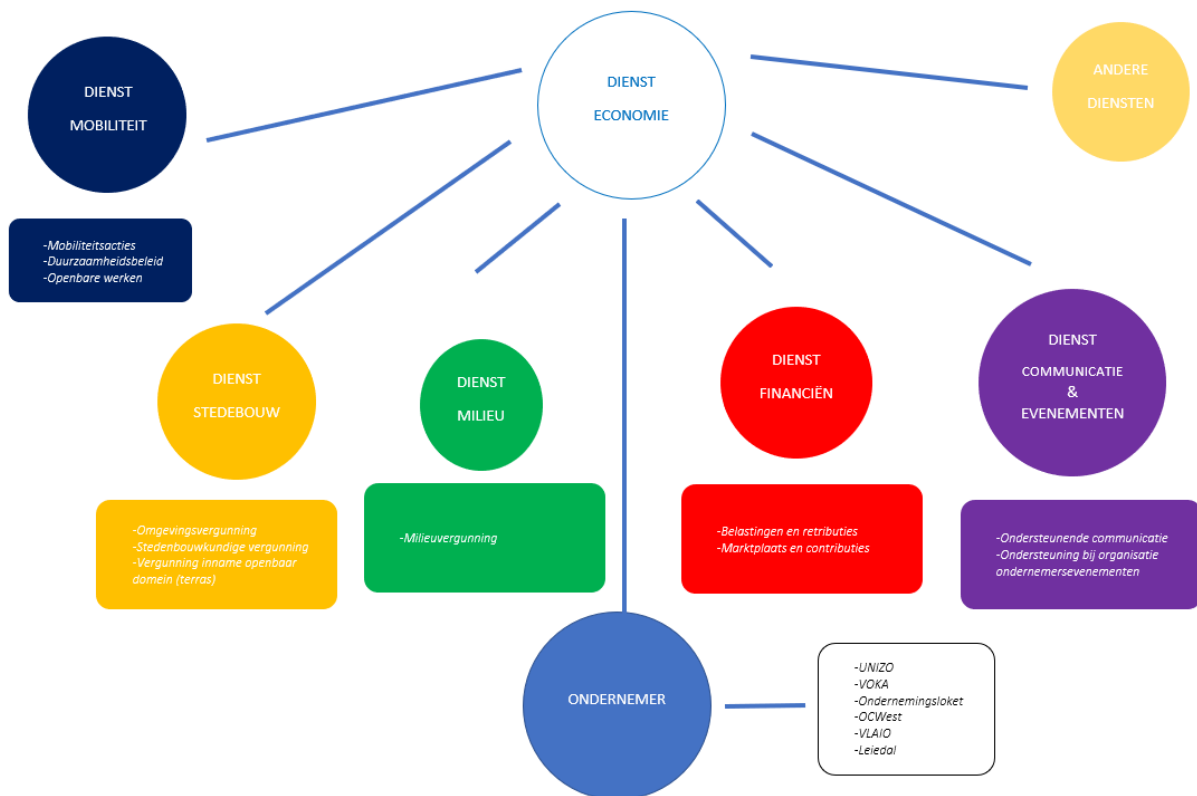 DIENST
MOBILITEIT
DIENST
ECONOMIE
ANDERE
DIENSTEN
-Mobiliteitsacties
-Duurzaamheidsbeleid
-Openbare werken
DIENST
STEDEBOUW
DIENST
MILIEU
DIENST
FINANCIËN
DIENST
COMMUNICATIE
&
EVENEMENTEN
-Omgevingsvergunning
-Stedenbouwkundige vergunning
-Vergunning inname openbaar
domein (terras)
-Milieuvergunning
-Belastingen en retributies
-Marktplaats en contributies
-Ondersteunende communicatie
-Ondersteuning bij organisatie
ondernemersevenementen
ONDERNEMER
-UNIZO
-VOKA
-Ondernemingsloket
-OCWest
-VLAIO
-Leiedal